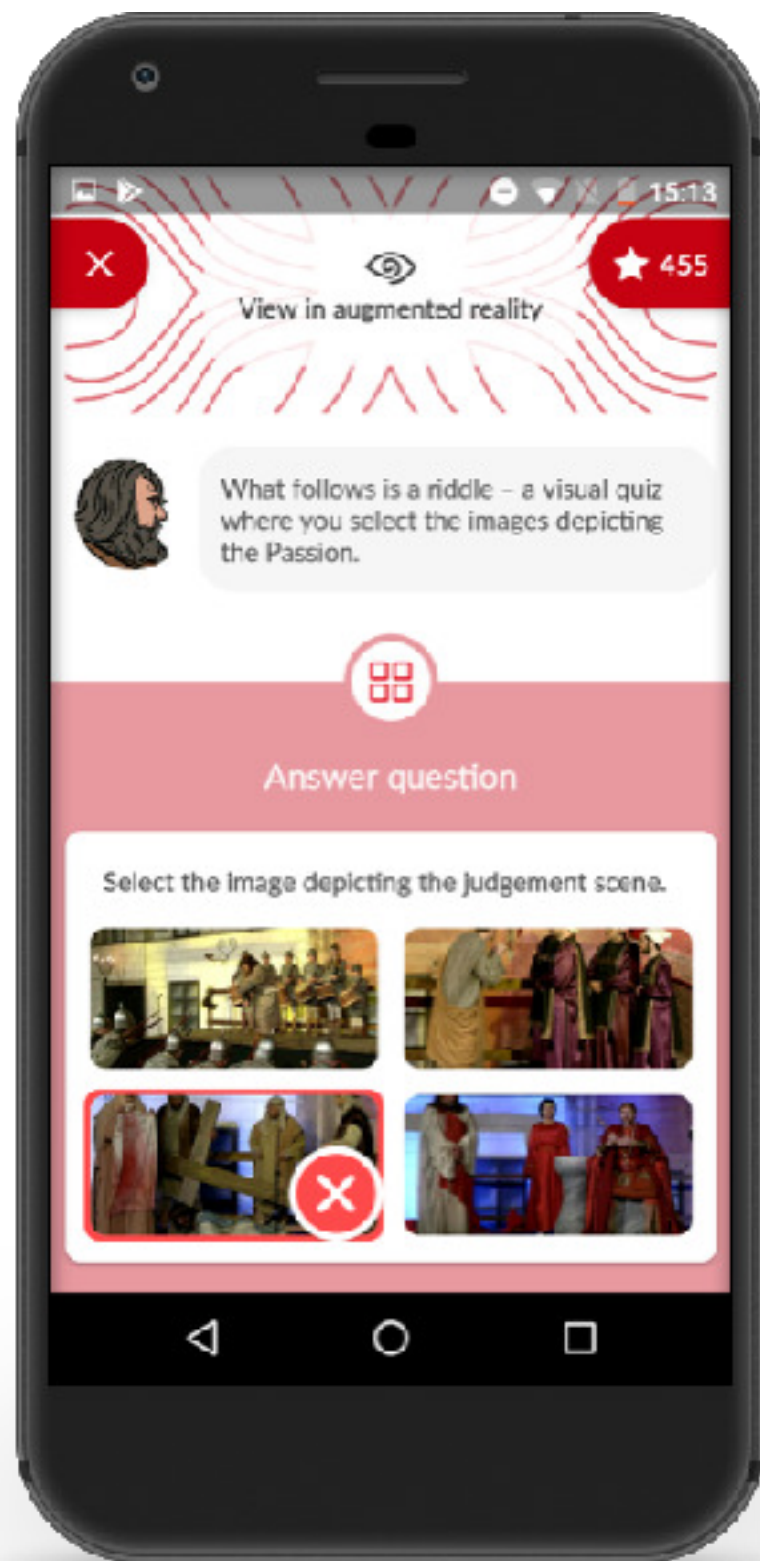 15:13
455
View in augmented reality
What follows is a riddle – a visual quiz
where you select the images depicting
the Passion.
Answer question
Select the image depicting the judgement scene.